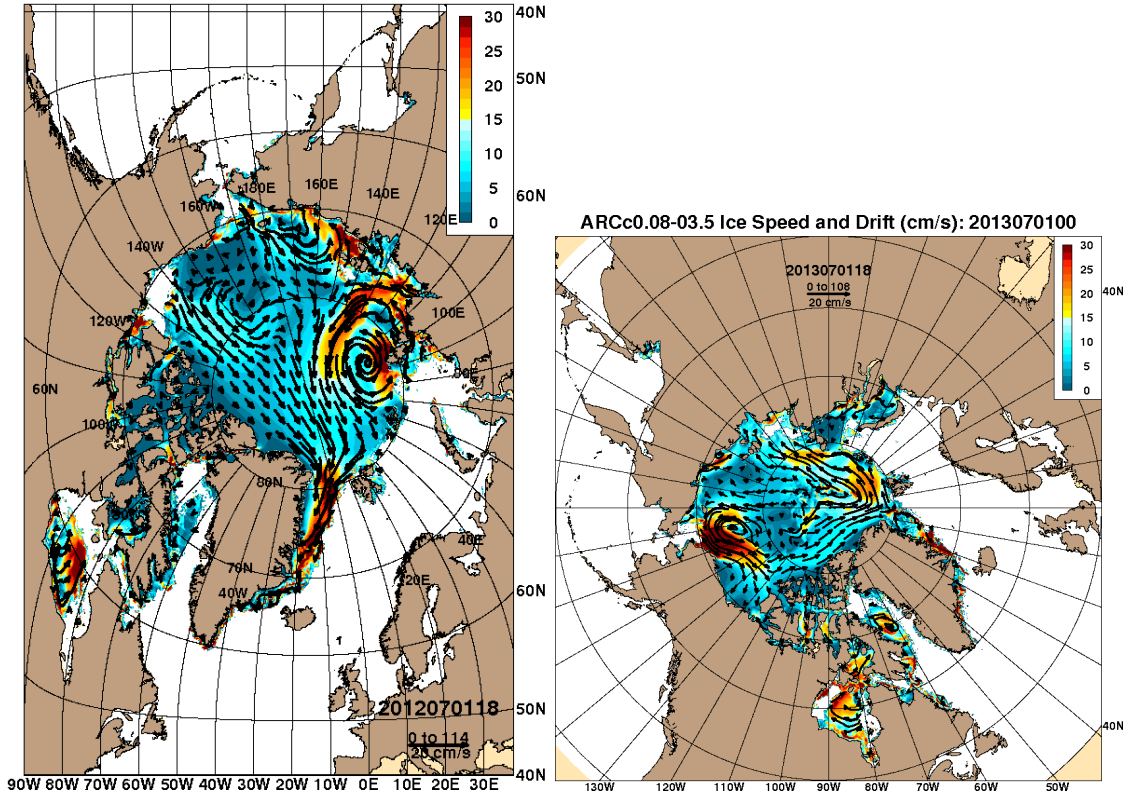 30
25
20
15
10
5
0
40N
50N
60N
180E
160E
140E
120E
160W
140W
120W
100E
80E
60N
100W
80N
70N
40W
40E
20E
60N
50N
40N
2012070118
0 to 114
20 cm/s
90W 80W 70W 60W 50W 40W 30W 20W 10W 0E 10E 20E 30E
ARCc0.08-03.5 Ice Speed and Drift (cm/s): 2013070100
2013070118
0 to 108
20 cm/s
30
25
20
15
10
5
0
40N
40N
130W 120W 110W 100W 90W 80W 70W 60W 50W